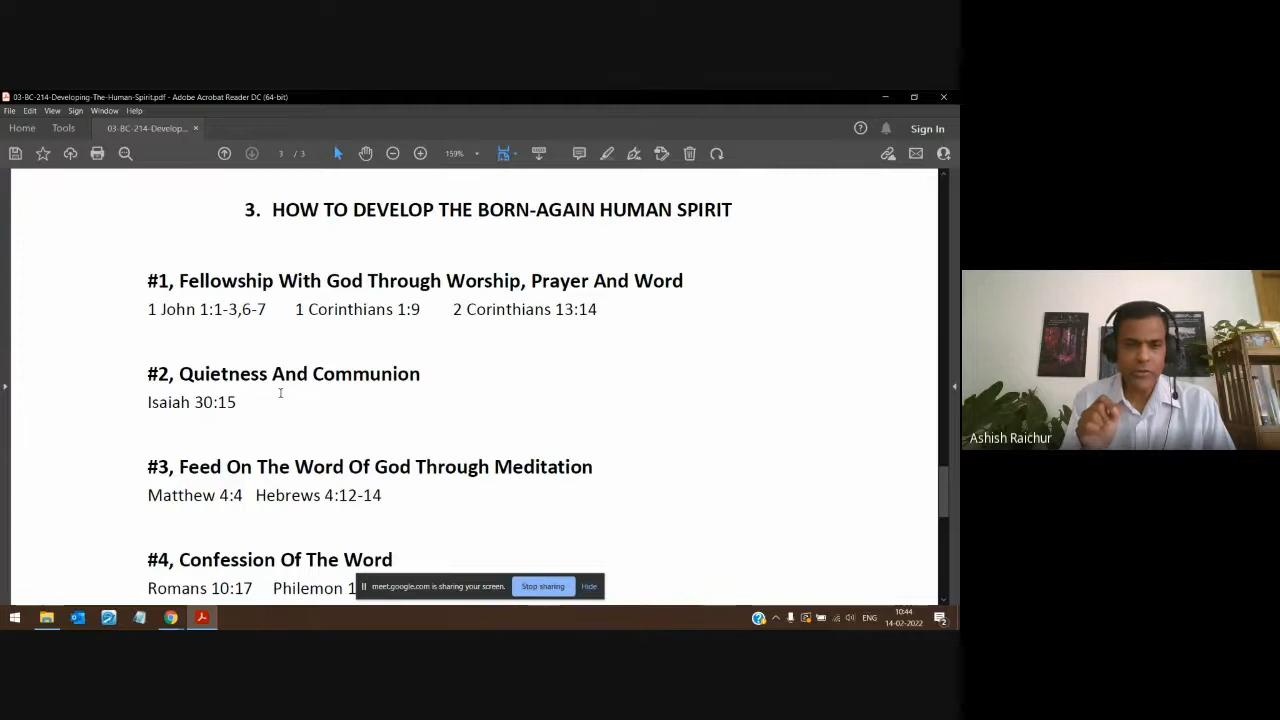 03-BC-214-Developing-The-Human-Spirit.pdf - Adobe Acrobat Reader DC (64-bit)
File Edit View Sign Window Help
Home Tools 03-BC-214-Develop... × Sign In
3 / 3 159%
3. HOW TO DEVELOP THE BORN-AGAIN HUMAN SPIRIT
#1, Fellowship With God Through Worship, Prayer And Word
1 John 1:1-3,6-7 1 Corinthians 1:9 2 Corinthians 13:14
#2, Quietness And Communion
Isaiah 30:15
#3, Feed On The Word Of God Through Meditation
Matthew 4:4 Hebrews 4:12-14
#4, Confession Of The Word
Romans 10:17 Philemon 1
meet.google.com is sharing your screen. Stop sharing Hide
Ashish Raichur
ENG 10:44
14-02-2022
2